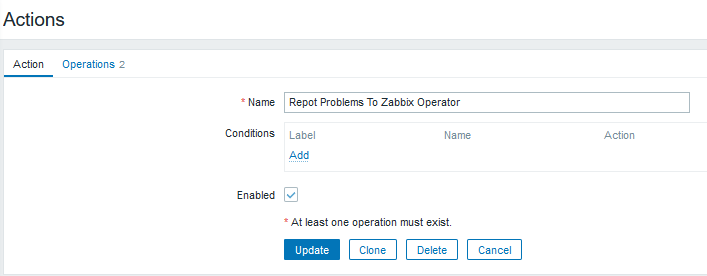 Actions
Action Operations 2
* Name Repot Problems To Zabbix Operator
Conditions Label Name Action
Add
Enabled
* At least one operation must exist.
Update Clone Delete Cancel